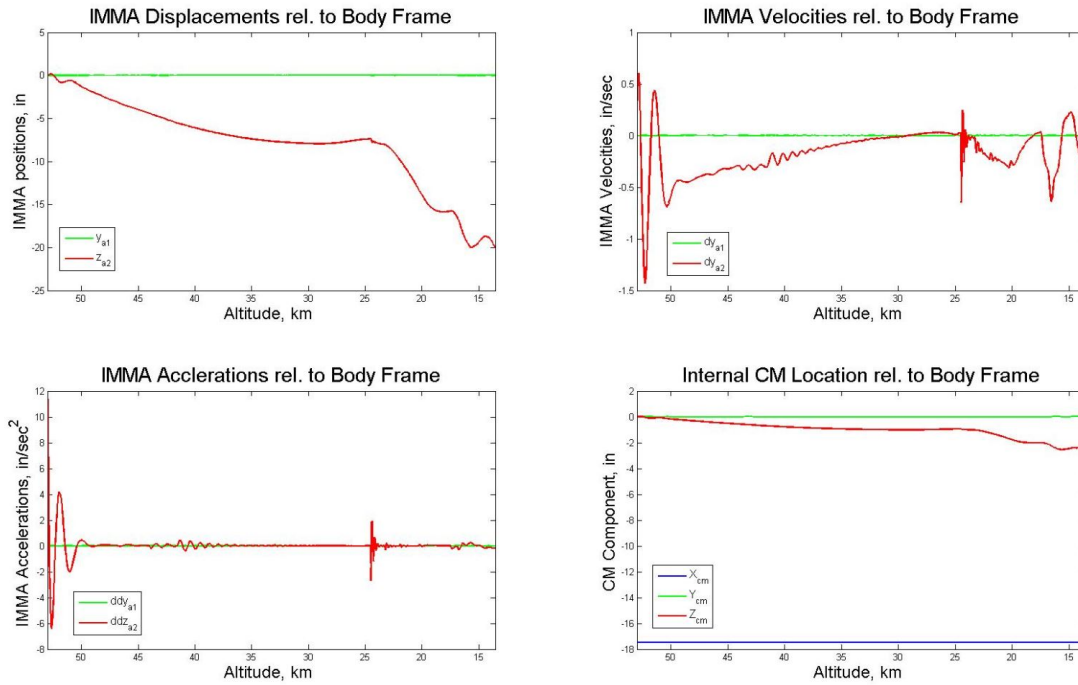 IMMA Displacements rel. to Body Frame
5
0
-5
-10
-15
-20
-25
IMMA positions, in
y_a1
z_a2
50 45 40 35 30 25 20 15
Altitude, km
IMMA Velocities rel. to Body Frame
1
0.5
0
-0.5
-1
-1.5
IMMA Velocities, in/sec
dy_a1
dy_a2
50 45 40 35 30 25 20 15
Altitude, km
IMMA Acclerations rel. to Body Frame
12
10
8
6
4
2
0
-2
-4
-6
-8
IMMA Accelerations, in/sec^2
ddy_a1
ddz_a2
50 45 40 35 30 25 20 15
Altitude, km
Internal CM Location rel. to Body Frame
2
0
-2
-4
-6
-8
-10
-12
-14
-16
-18
CM Component, in
X_cm
Y_cm
Z_cm
50 45 40 35 30 25 20 15
Altitude, km